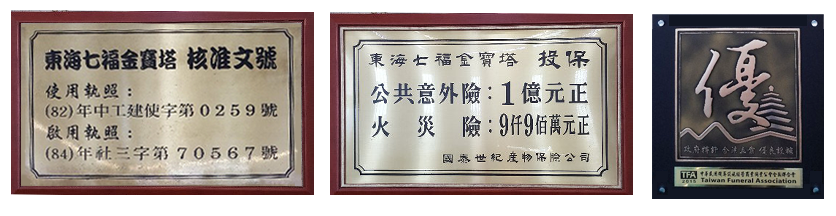 東海七福金寶塔 核准文號
使用執照：
(82)年中工建使字第0259號
啟用執照：
(84)年社三字第70567號
東海七福金寶塔 投保
公共意外險：1億元正
火災險：9仟9佰萬元正
國泰世紀產物保險公司
優
TFA
2015
Taiwan Funeral Association